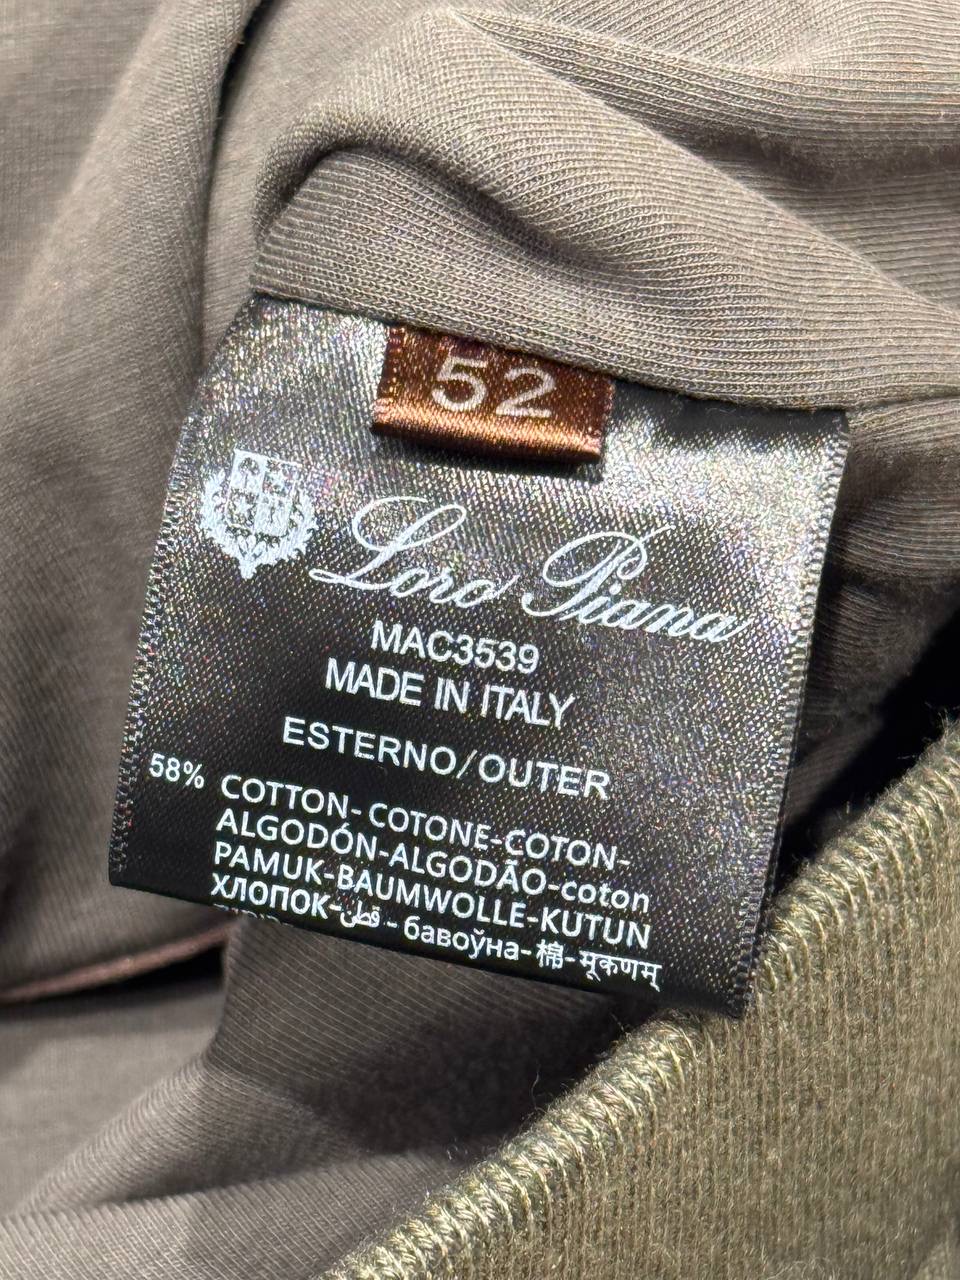 52
Loro Piana
MAC3539
MADE IN ITALY
ESTERNO/OUTER
58% COTTON-COTONE-COTON-
ALGODÓN-ALGODÃO-coton
PAMUK-BAUMWOLLE-KUTUN
ХЛОПОК-قطن-бавоўна-棉-मूकणम्